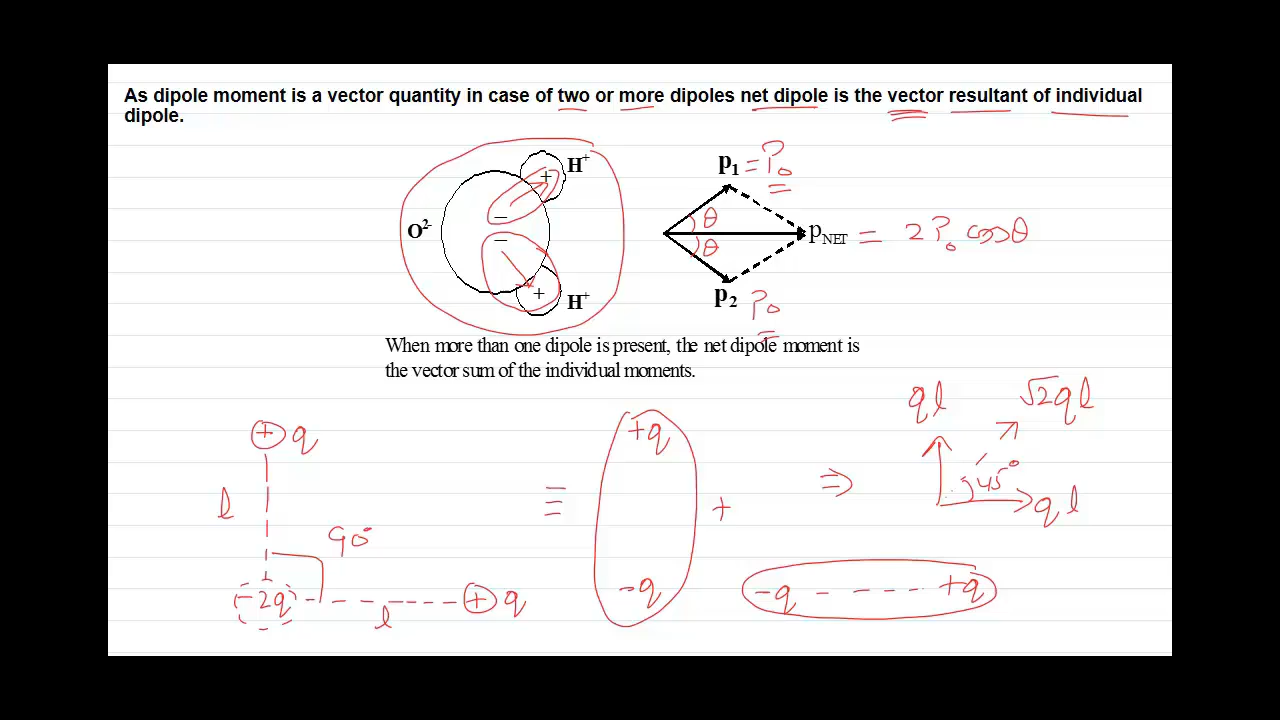 As dipole moment is a vector quantity in case of two or more dipoles net dipole is the vector resultant of individual
dipole.
H+
+
O2-
−
−
+
H+
p1 = P0
θ
θ
pNET = 2P0 cosθ
p2 P0
When more than one dipole is present, the net dipole moment is
the vector sum of the individual moments.
+ q
l
90°
-2q
l
+ q
≡
+q
-q
+
-q +q
⇒
ql
√2ql
45°
ql